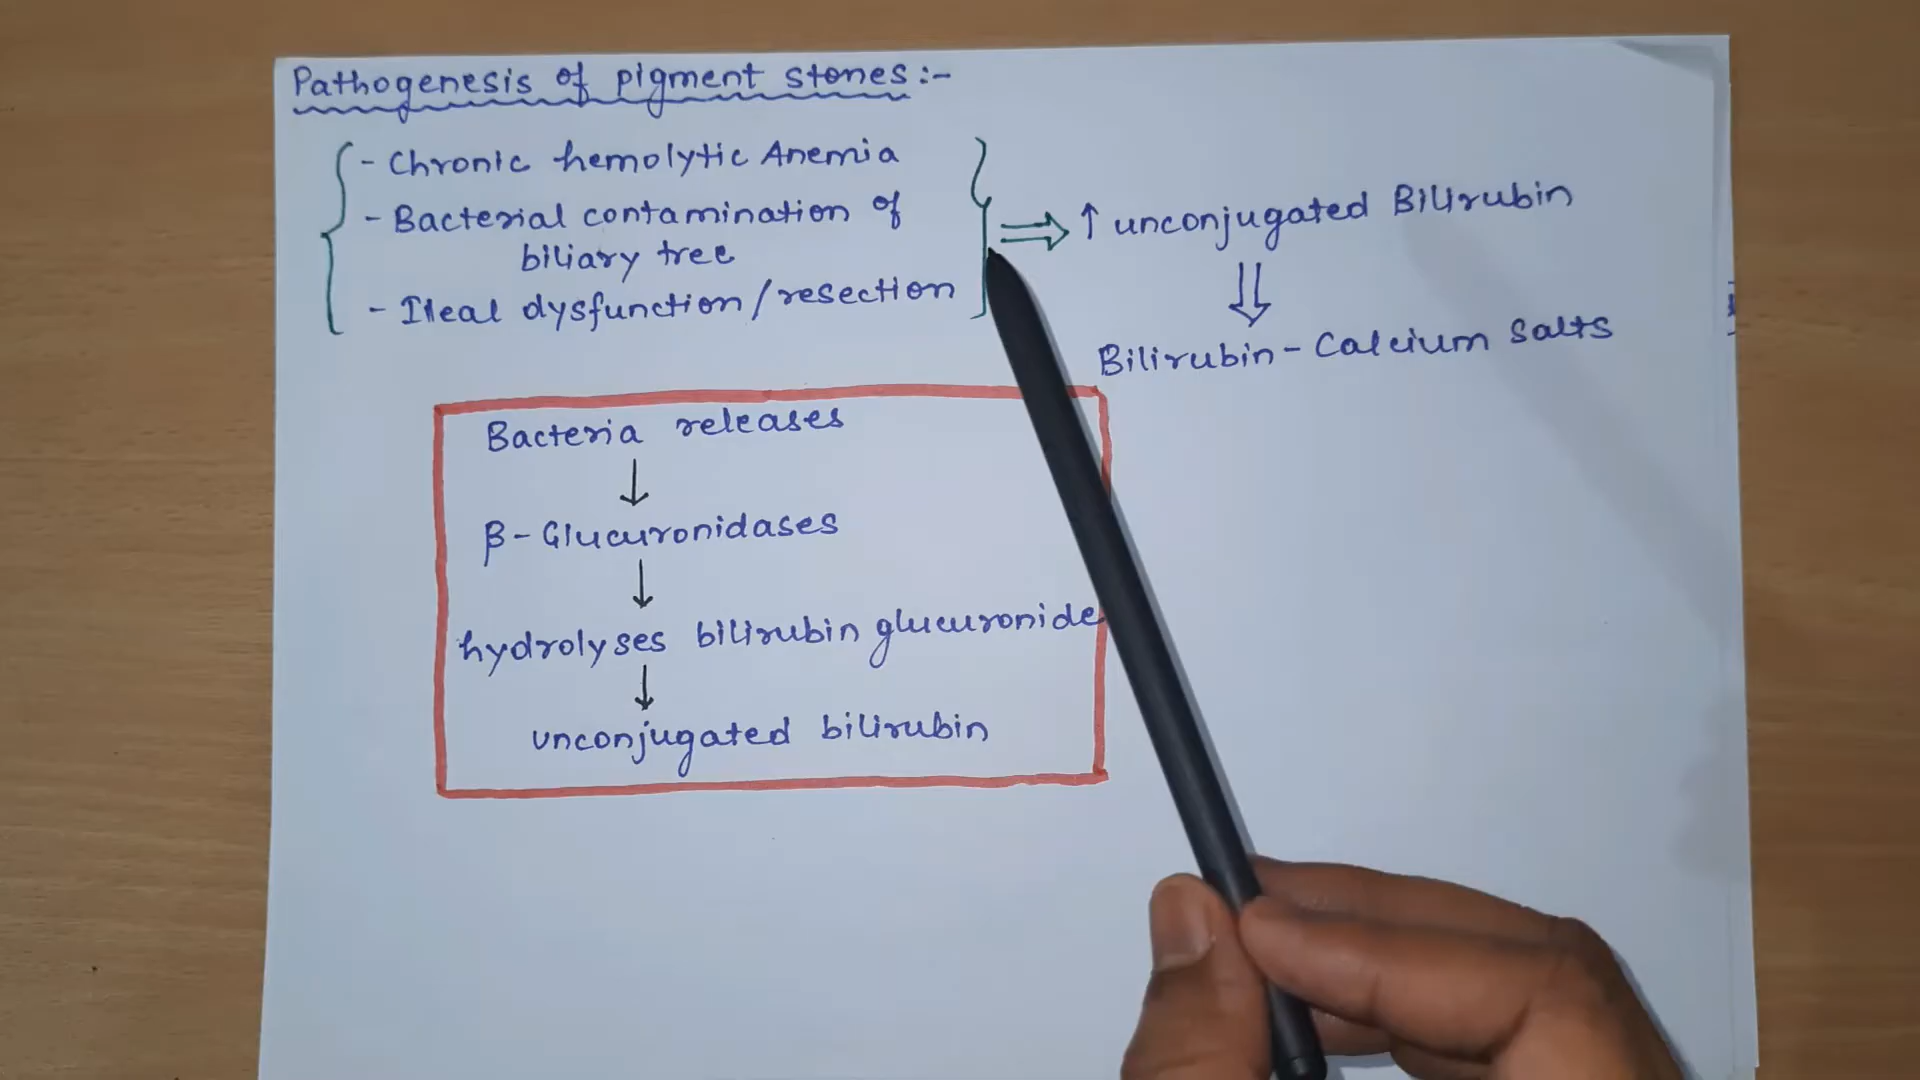 Pathogenesis of pigment stones:-
- Chronic hemolytic Anemia
- Bacterial contamination of
biliary tree
- Ileal dysfunction/resection
⇒ ↑ unconjugated Bilirubin
⇓
Bilirubin-Calcium salts
Bacteria releases
↓
β-Glucuronidases
↓
hydrolyses bilirubin glucuronide
↓
unconjugated bilirubin